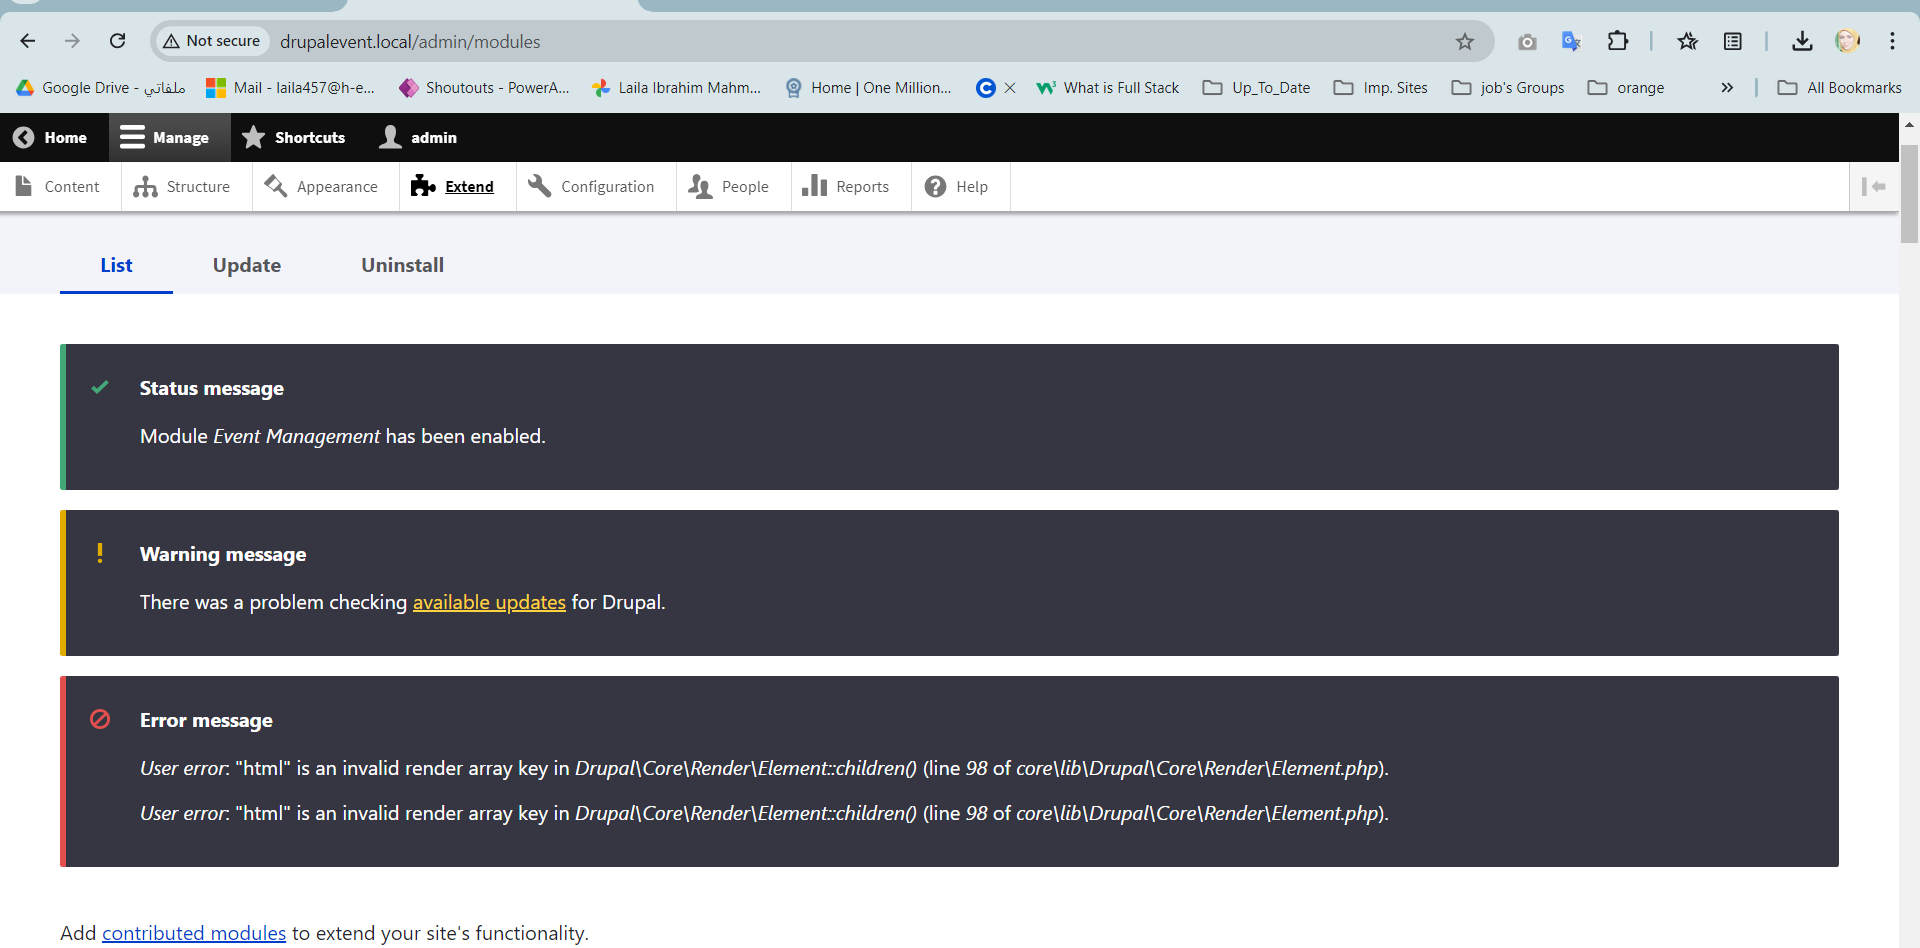 Not secure drupalevent.local/admin/modules
Google Drive - ملفاتي Mail - laila457@h-e... Shoutouts - PowerA... Laila Ibrahim Mahm... Home | One Million... What is Full Stack Up_To_Date Imp. Sites job's Groups orange » All Bookmarks
Home Manage Shortcuts admin
Content Structure Appearance Extend Configuration People Reports Help
List Update Uninstall
Status message
Module Event Management has been enabled.
Warning message
There was a problem checking available updates for Drupal.
Error message
User error: "html" is an invalid render array key in Drupal\Core\Render\Element::children() (line 98 of core\lib\Drupal\Core\Render\Element.php).
User error: "html" is an invalid render array key in Drupal\Core\Render\Element::children() (line 98 of core\lib\Drupal\Core\Render\Element.php).
Add contributed modules to extend your site's functionality.